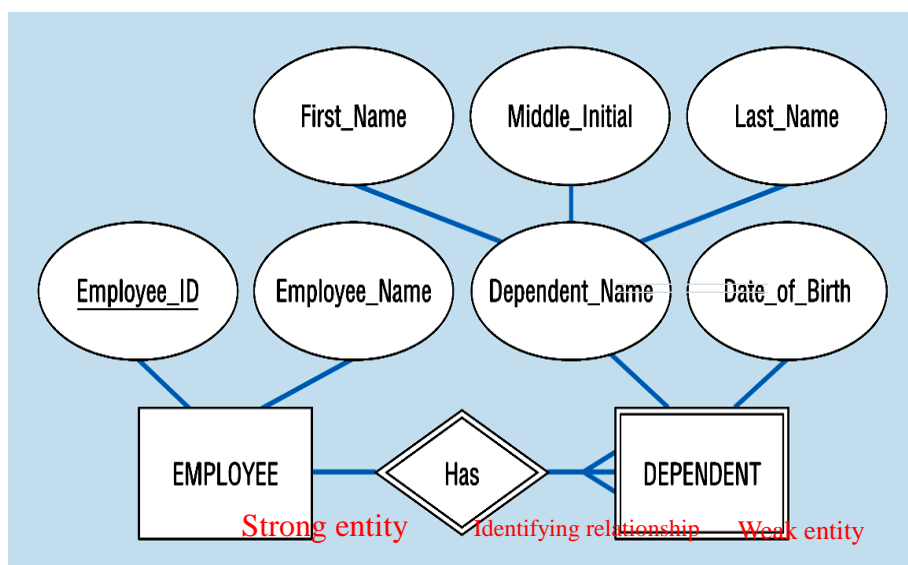 First_Name
Middle_Initial
Last_Name
Employee_ID
Employee_Name
Dependent_Name
Date_of_Birth
EMPLOYEE
Has
DEPENDENT
Strong entity
Identifying relationship
Weak entity